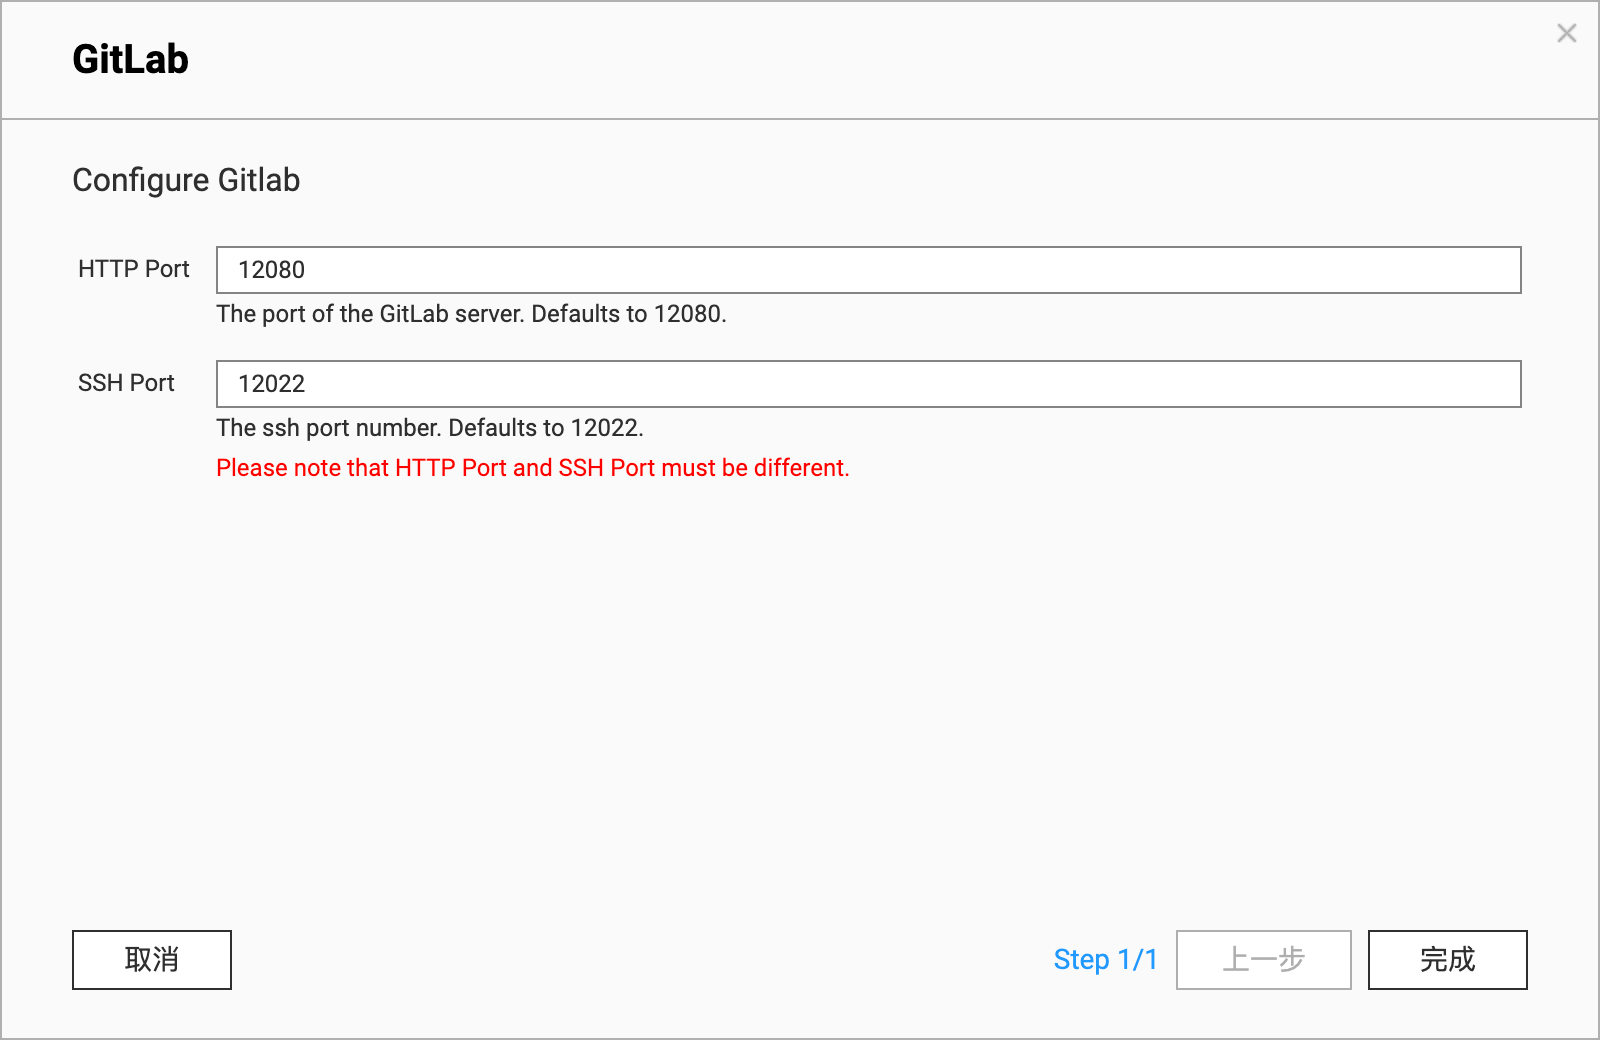 GitLab
Configure Gitlab
HTTP Port
12080
The port of the GitLab server. Defaults to 12080.
SSH Port
12022
The ssh port number. Defaults to 12022.
Please note that HTTP Port and SSH Port must be different.
取消
Step 1/1
上一步
完成